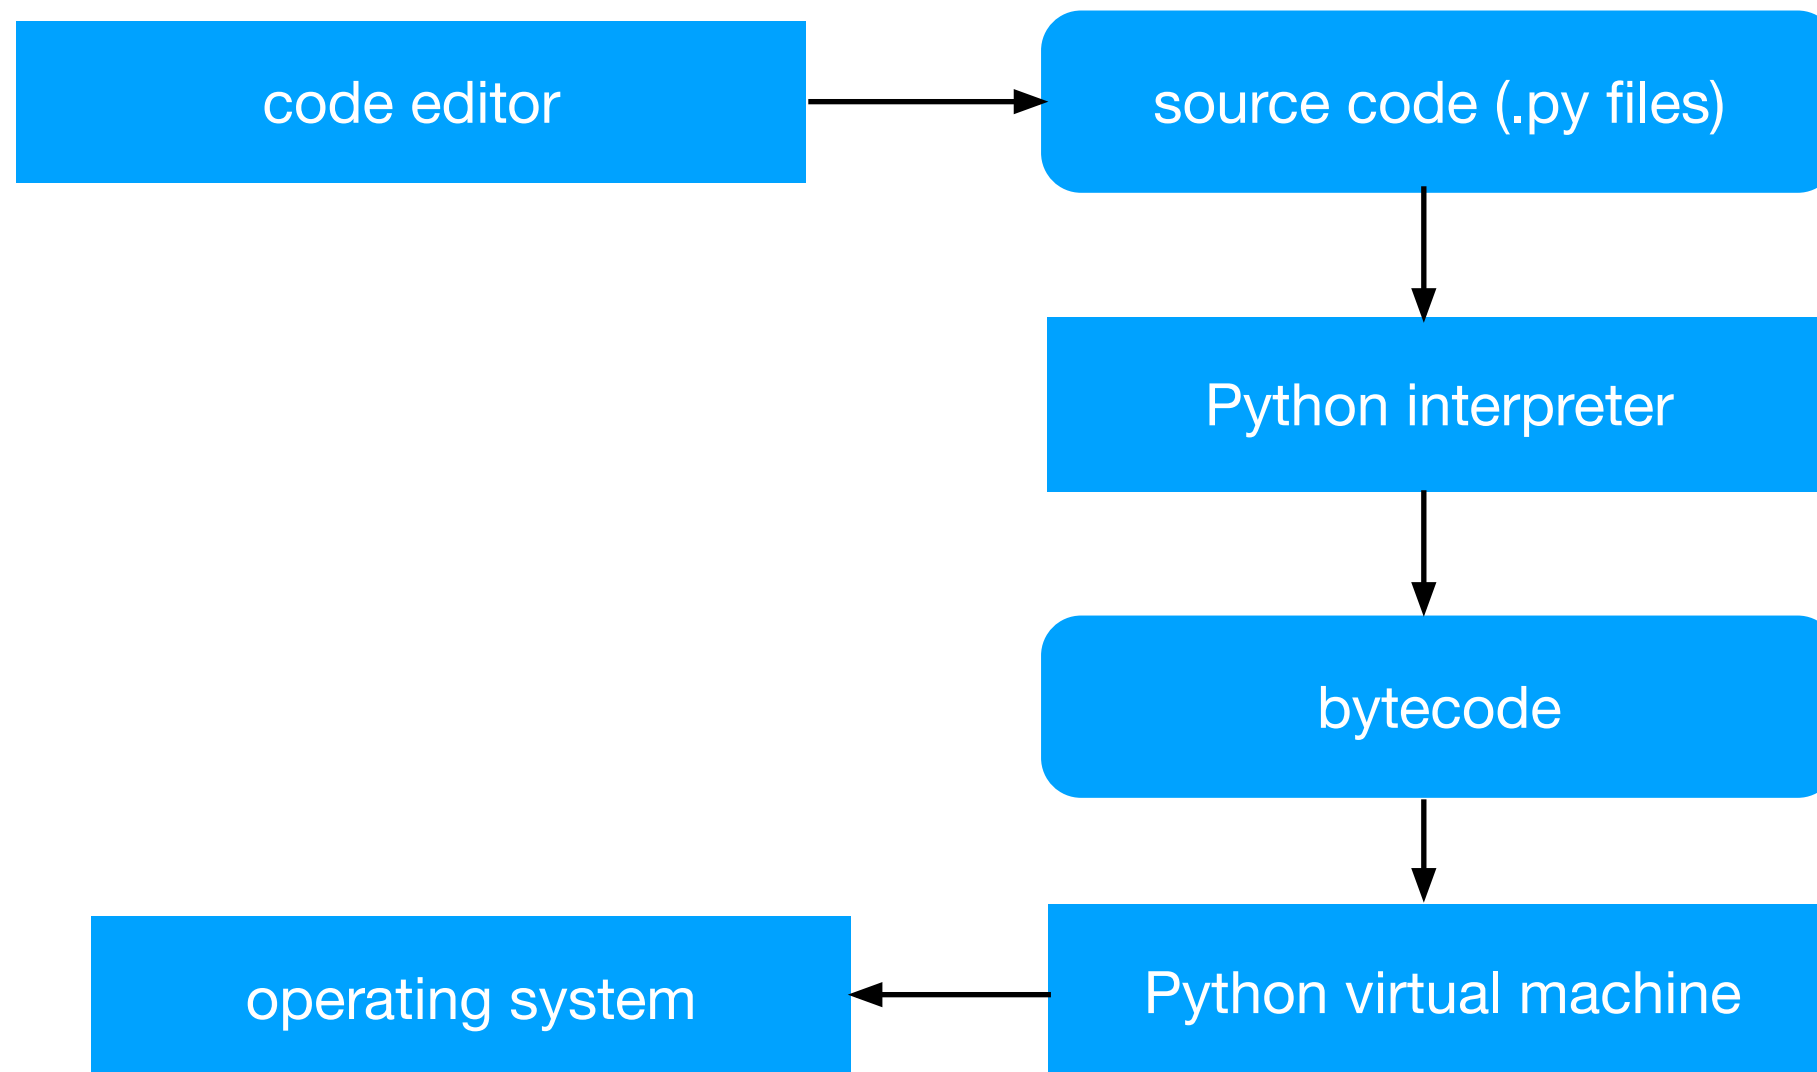 code editor
source code (.py files)
Python interpreter
bytecode
Python virtual machine
operating system